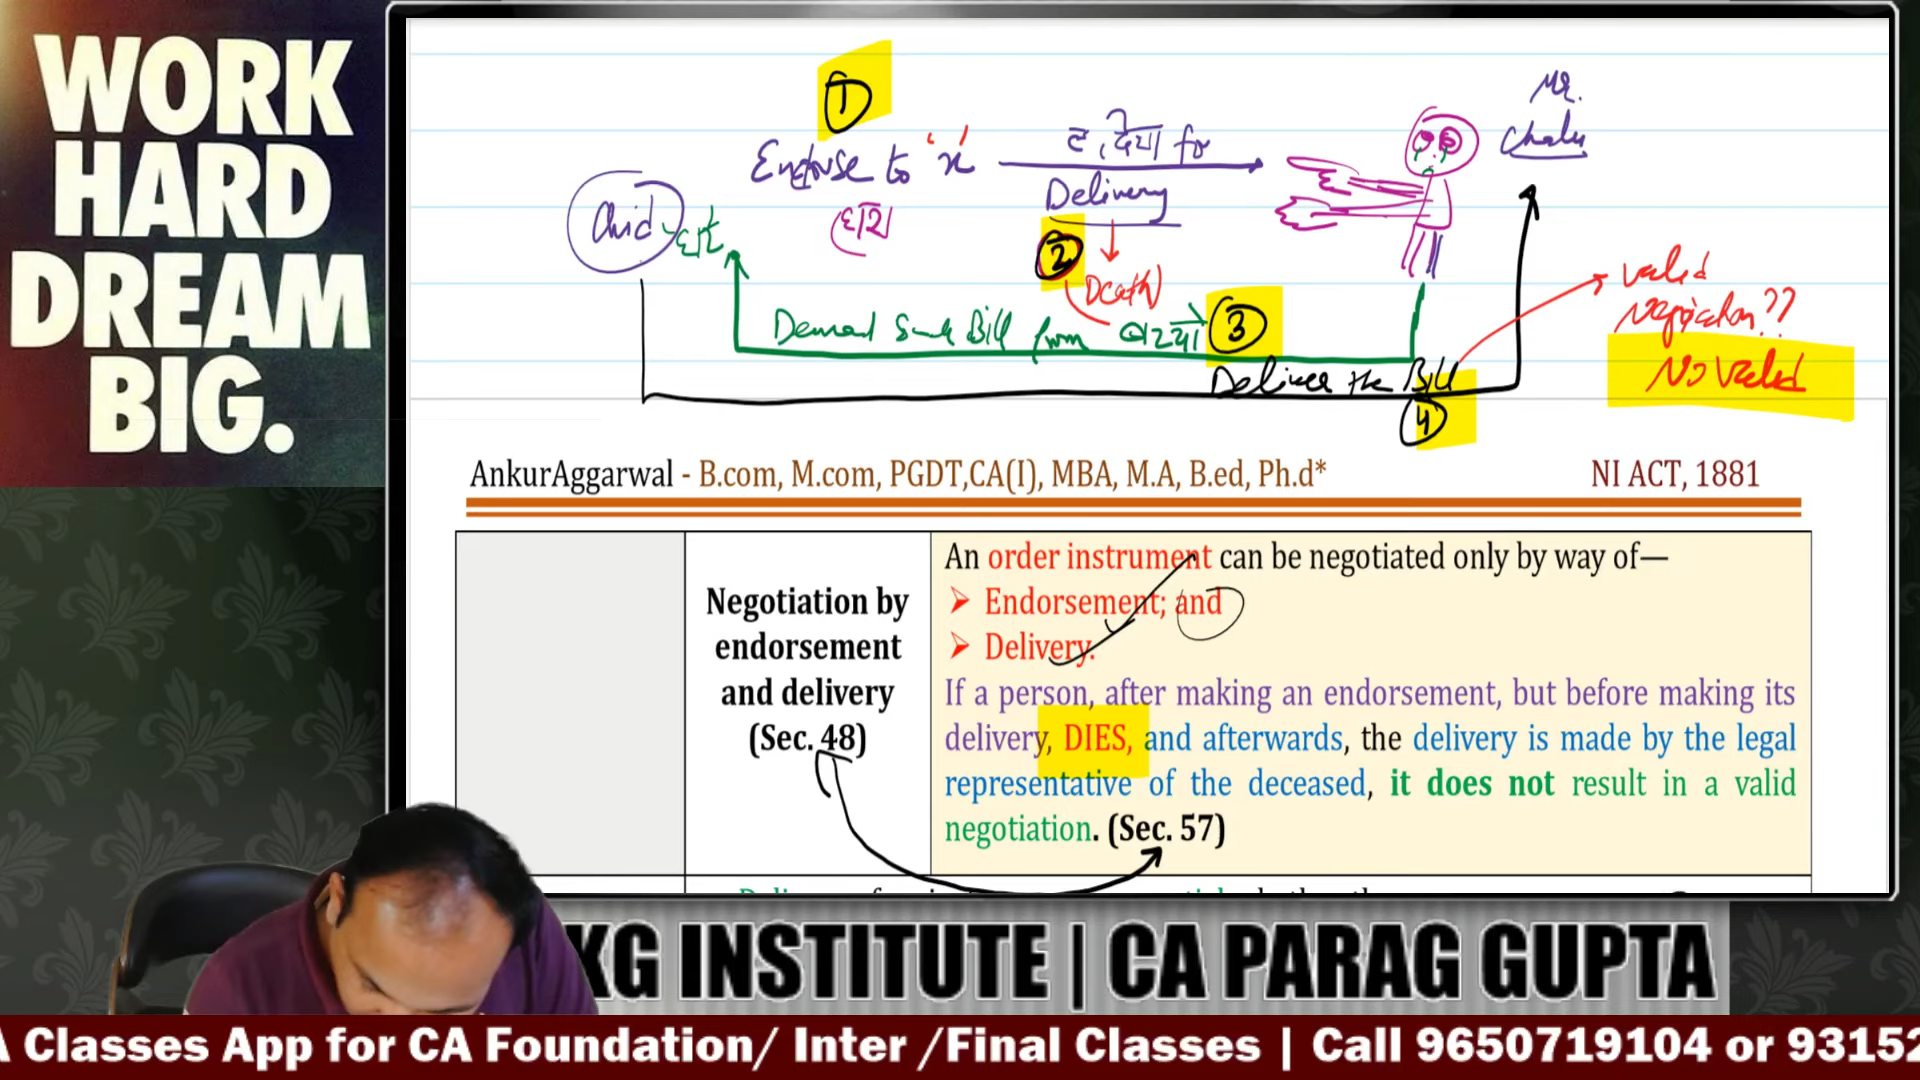 WORK
HARD
DREAM
BIG.
①
Endorse to 'x'
for
Delivery
Mr.
②
Death
Demand
Bill from
③
Deliver the Bill
④
valid
No valid
AnkurAggarwal - B.com, M.com, PGDT,CA(I), MBA, M.A, B.ed, Ph.d*
NI ACT, 1881
Negotiation by
endorsement
and delivery
(Sec. 48)
An order instrument can be negotiated only by way of—
➢ Endorsement; and
➢ Delivery.
If a person, after making an endorsement, but before making its
delivery, DIES, and afterwards, the delivery is made by the legal
representative of the deceased, it does not result in a valid
negotiation. (Sec. 57)
KG INSTITUTE | CA PARAG GUPTA
A Classes App for CA Foundation/ Inter /Final Classes | Call 9650719104 or 93152